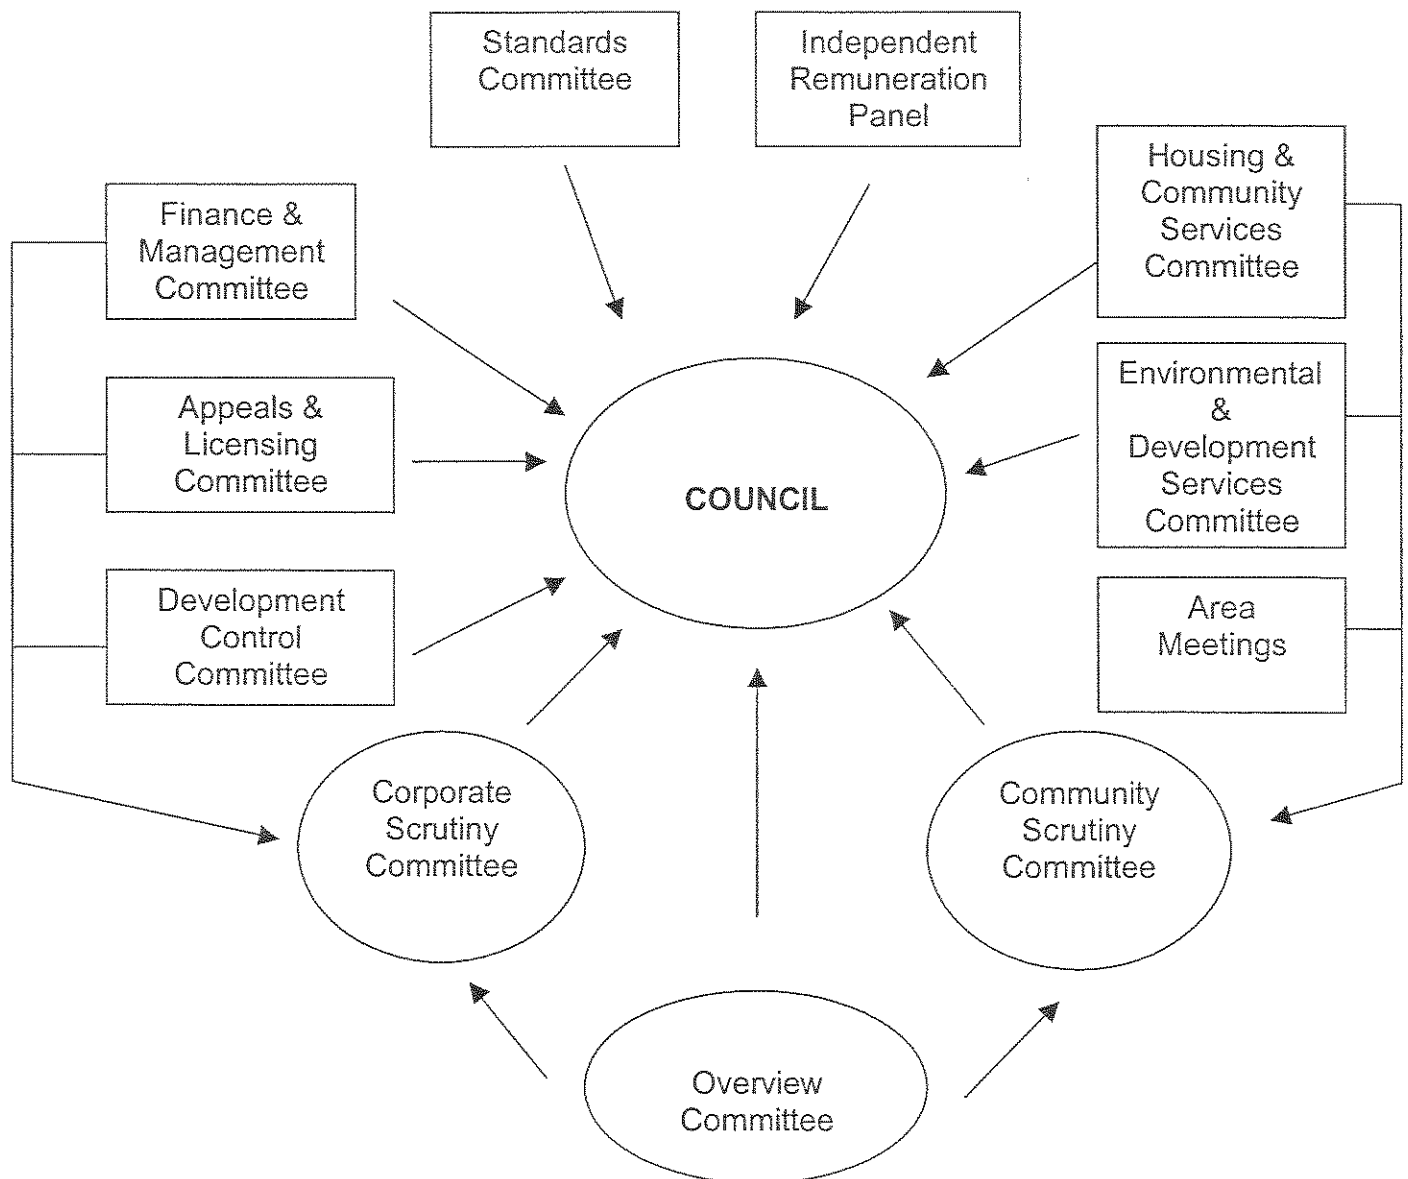 Standards
Committee
Independent
Remuneration
Panel
Housing &
Community
Services
Committee
Finance &
Management
Committee
Environmental
&
Development
Services
Committee
Appeals &
Licensing
Committee
COUNCIL
Development
Control
Committee
Area
Meetings
Corporate
Scrutiny
Committee
Community
Scrutiny
Committee
Overview
Committee